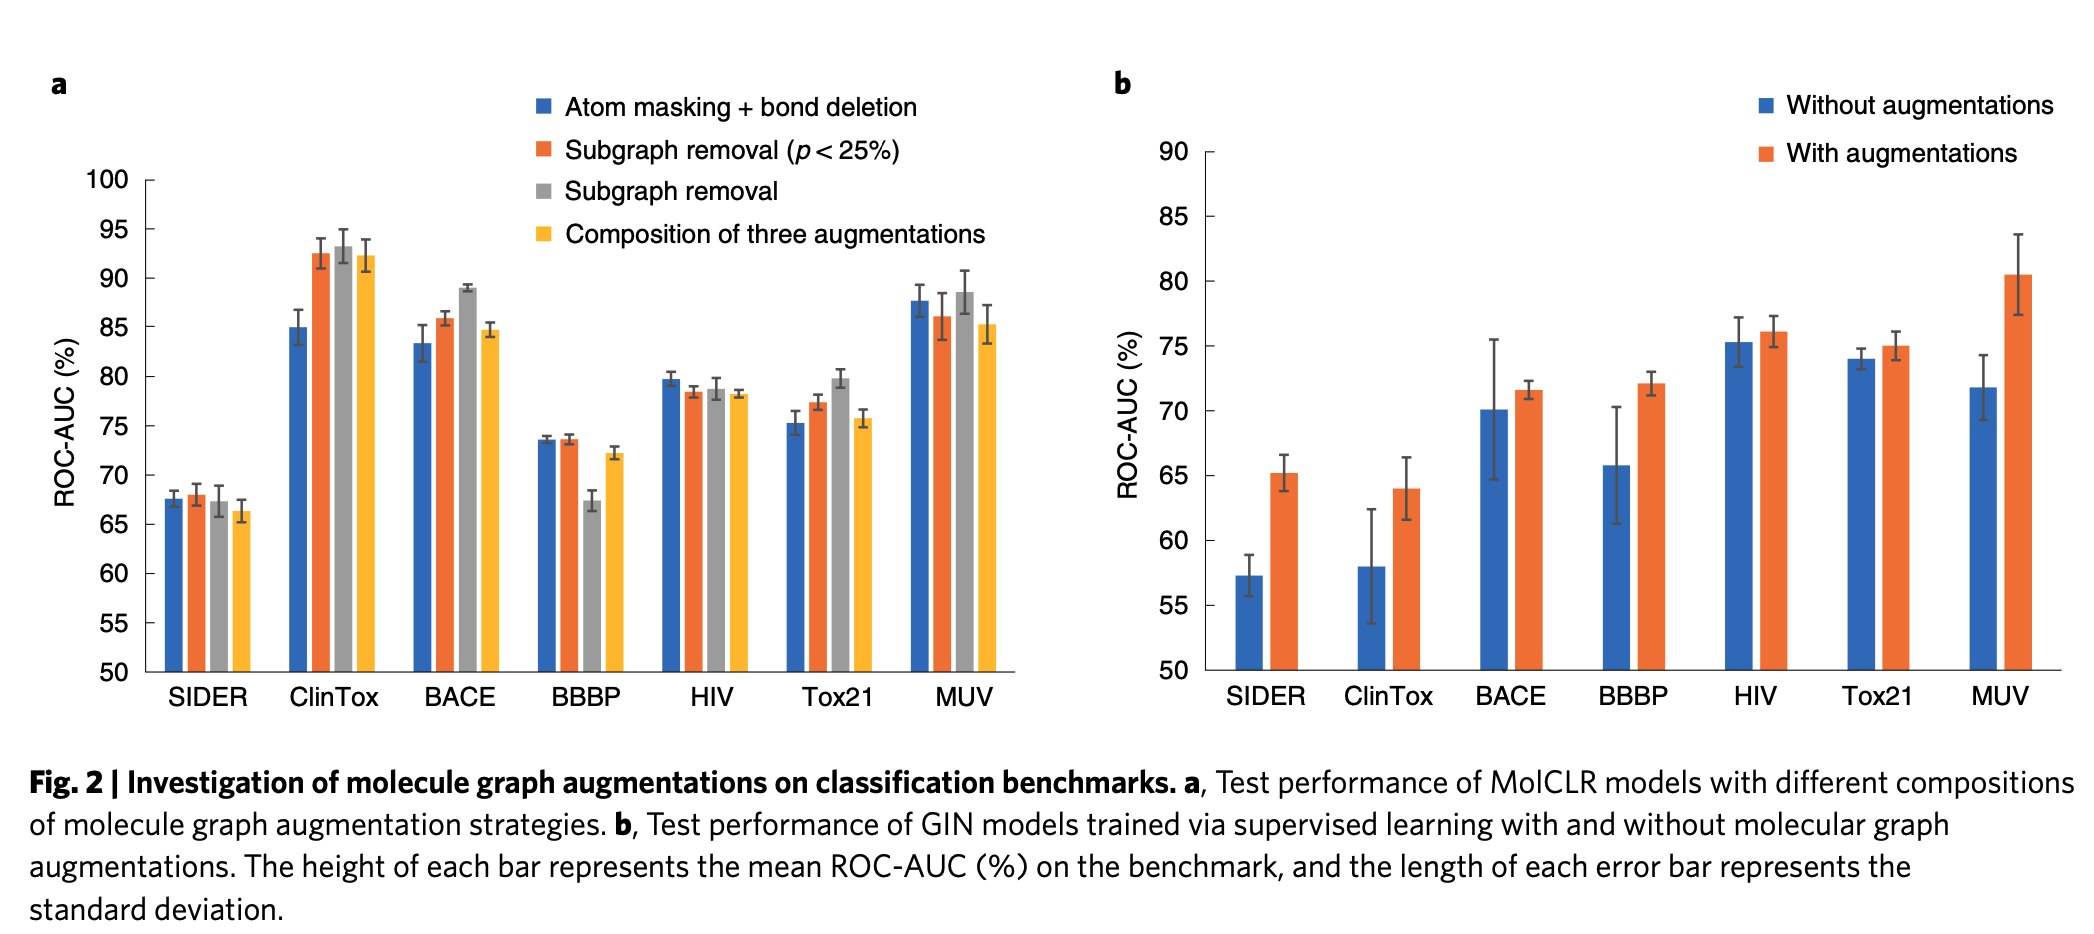 a
Atom masking + bond deletion
Subgraph removal (p < 25%)
Subgraph removal
Composition of three augmentations
ROC-AUC (%)
100
95
90
85
80
75
70
65
60
55
50
SIDER
ClinTox
BACE
BBBP
HIV
Tox21
MUV
b
Without augmentations
With augmentations
ROC-AUC (%)
90
85
80
75
70
65
60
55
50
SIDER
ClinTox
BACE
BBBP
HIV
Tox21
MUV
Fig. 2 | Investigation of molecule graph augmentations on classification benchmarks. a, Test performance of MolCLR models with different compositions
of molecule graph augmentation strategies. b, Test performance of GIN models trained via supervised learning with and without molecular graph
augmentations. The height of each bar represents the mean ROC-AUC (%) on the benchmark, and the length of each error bar represents the
standard deviation.